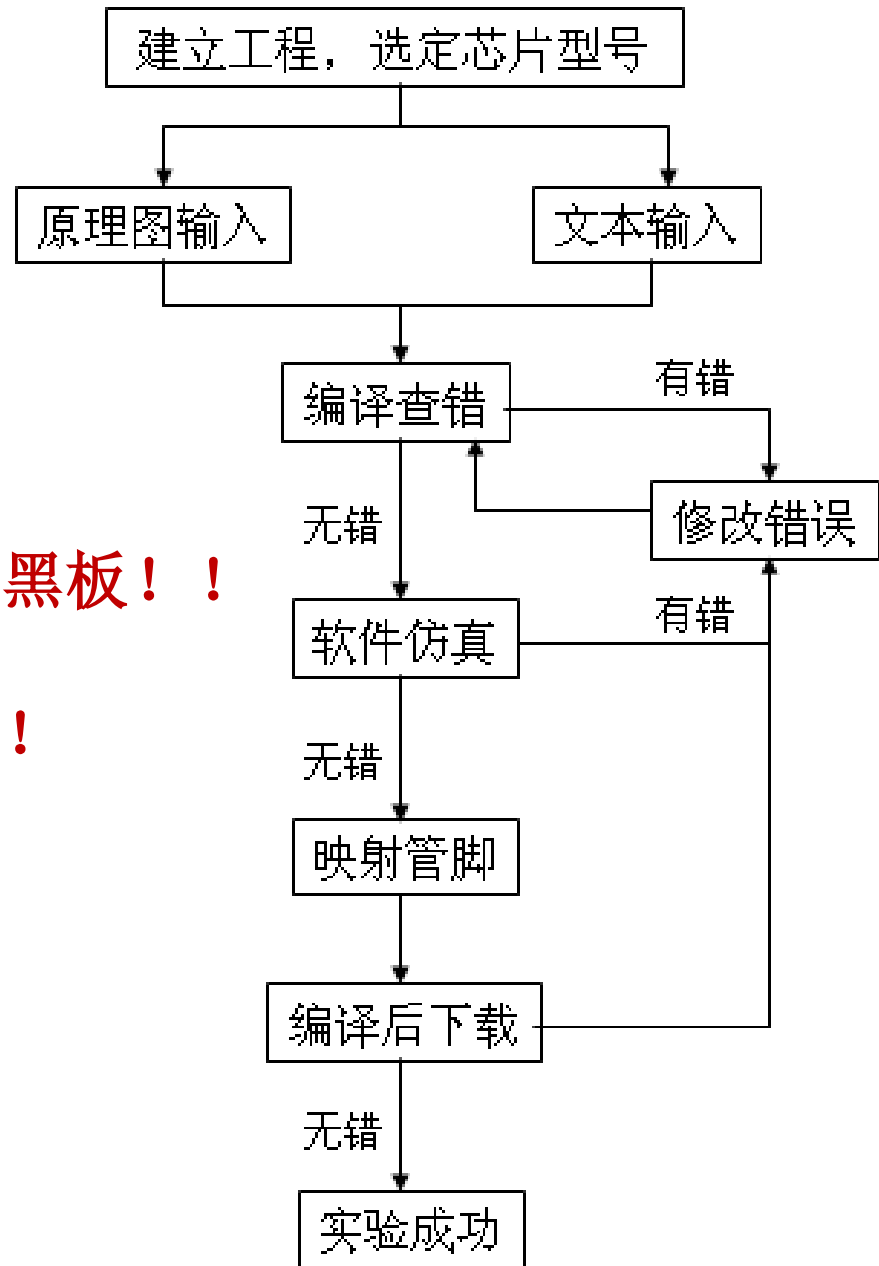 建立工程，选定芯片型号
原理图输入
文本输入
编译查错
有错
无错
修改错误
黑板！！
软件仿真
有错
！
无错
映射管脚
编译后下载
无错
实验成功